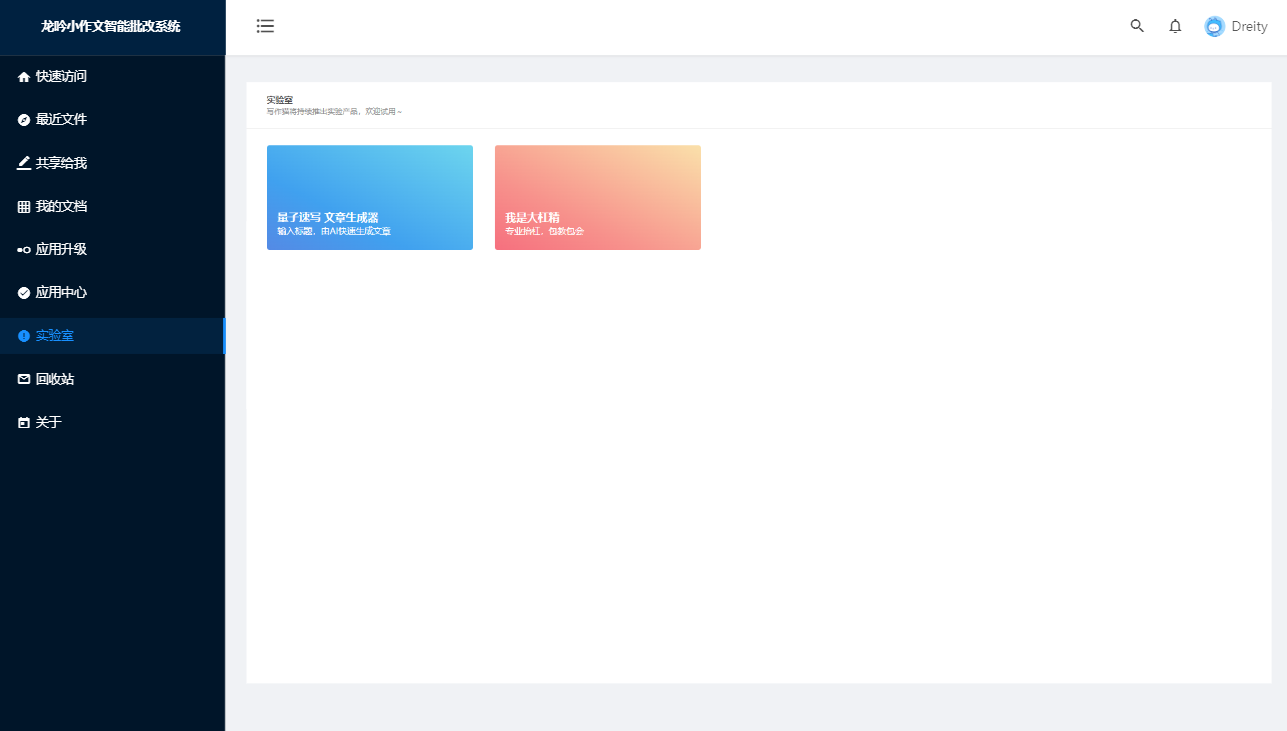 龙吟小作文智能批改系统
Dreity
快速访问
最近文件
共享给我
我的文档
应用升级
应用中心
实验室
回收站
关于
实验室
写作猫将持续推出实验产品，欢迎试用~
量子速写 文章生成器
输入标题，由AI快速生成文章
我是大杠精
专业抬杠，包教包会